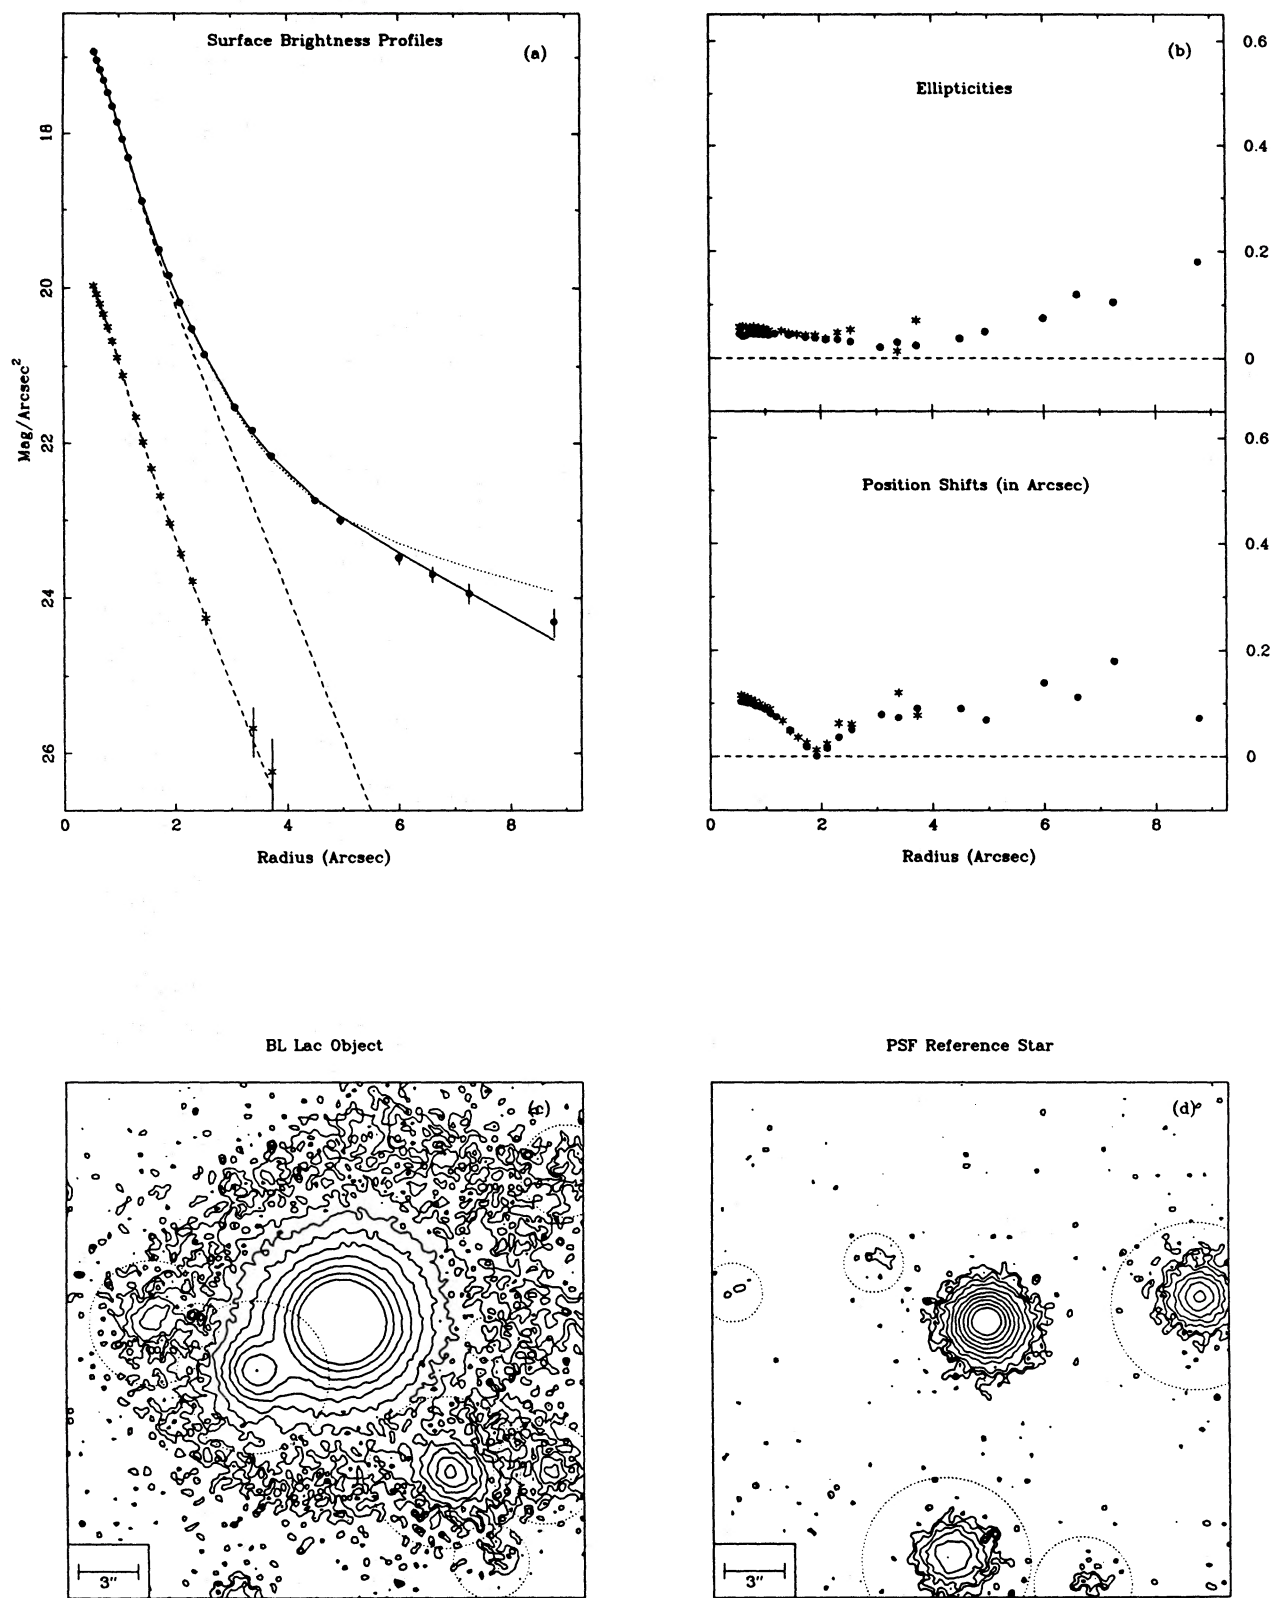 Surface Brightness Profiles
(a)
Mag/Arcsec²
18
20
22
24
26
0 2 4 6 8
Radius (Arcsec)
(b)
Ellipticities
0.6
0.4
0.2
0
Position Shifts (in Arcsec)
0.6
0.4
0.2
0
0 2 4 6 8
Radius (Arcsec)
BL Lac Object
(c)
3"
PSF Reference Star
(d)
3"